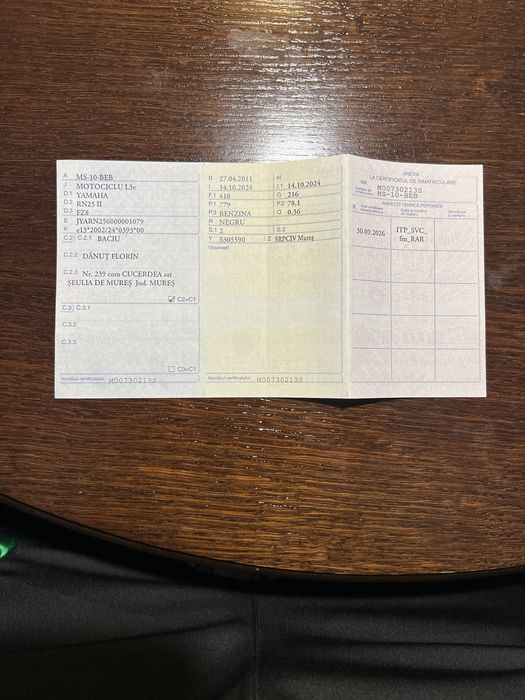 A MS-10-BEB
J MOTOCICLU L3e
D.1 YAMAHA
D.2 RN25 II
D.3 FZ8
E JYARN256000001079
K e13*2002/24*0393*00
C.2 C.2.1 BACIU
C.2.2 DĂNUȚ FLORIN
C.2.3 Nr. 239 com CUCERDEA sat
ȘEULIA DE MUREȘ Jud. MUREȘ
C2=C1
C.3 C.3.1
C.3.2
C.3.3
C3=C1
Numărul certificatului: M00730213S
B 27.04.2011 H
I 14.10.2024 I.1 14.10.2024
F.1 410 G 216
P.1 779 P.2 78,1
P.3 BENZINA Q 0.36
R NEGRU
S.1 2 S.2
Y S305590 Z SRPCIV Mureș
Observații
Numărul certificatului: M00730213S
ANEXA
LA CERTIFICATUL DE ÎNMATRICULARE
M00730213S
MS-10-BEB
INSPECȚII TEHNICE PERIODICE
X
30.09.2026 ITP_SVC_
fm_RAR